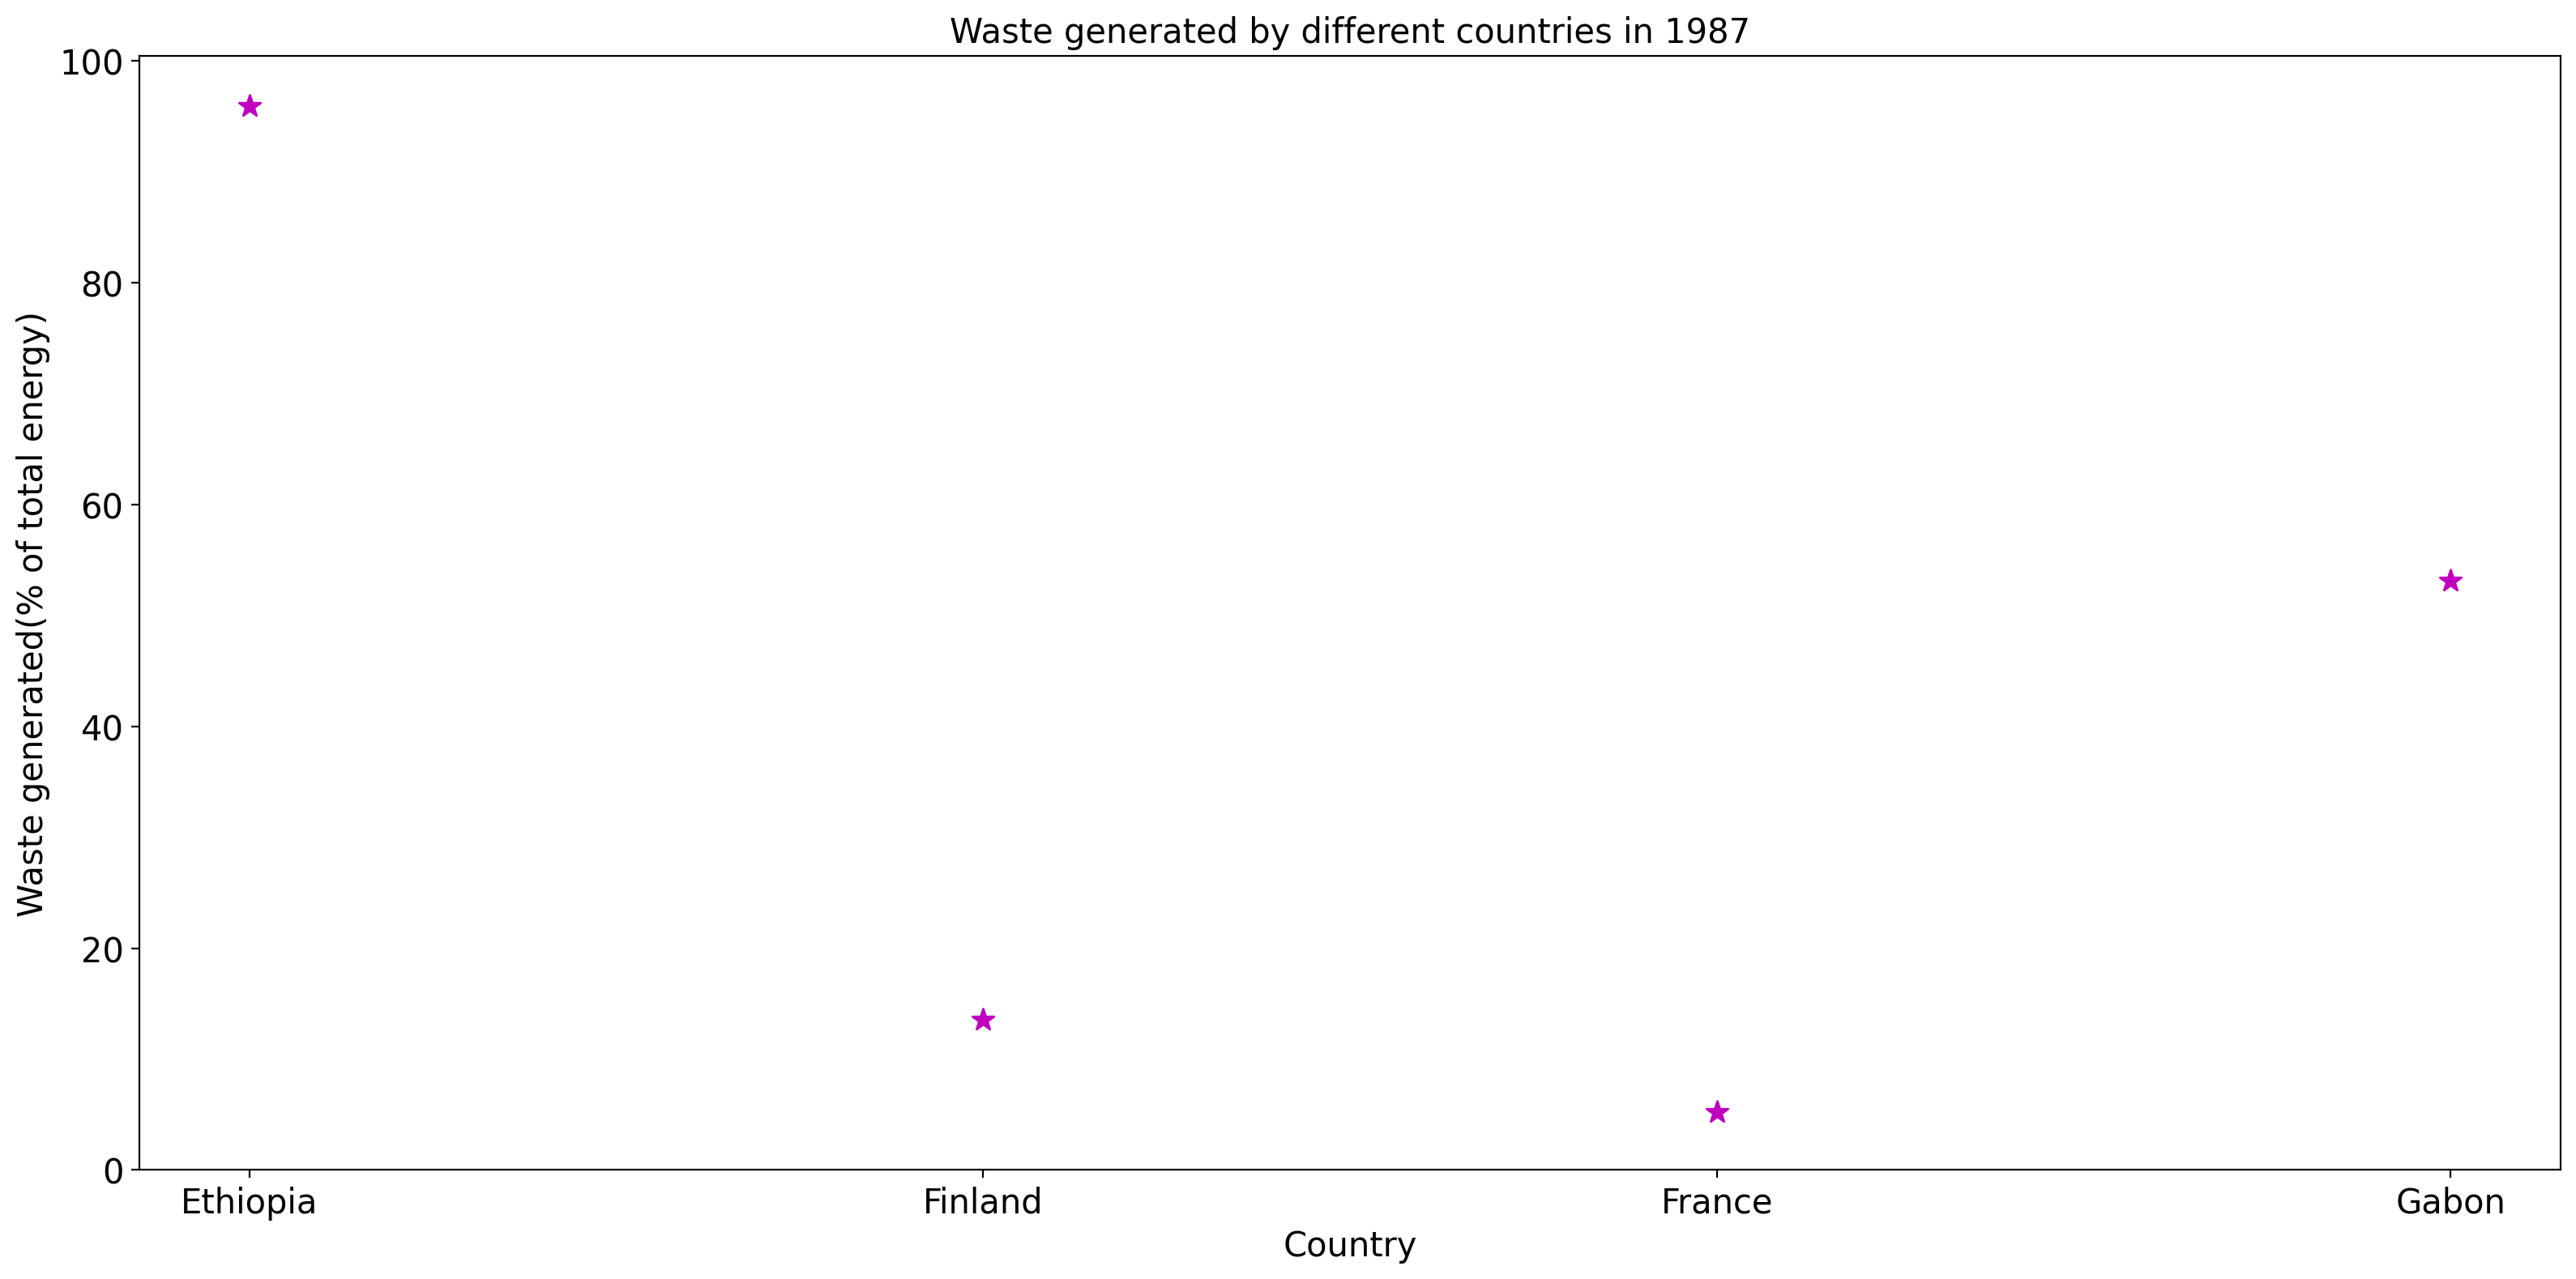 Waste generated by different countries in 1987
Waste generated(% of total energy)
100
80
60
40
20
0
Ethiopia
Finland
France
Gabon
Country